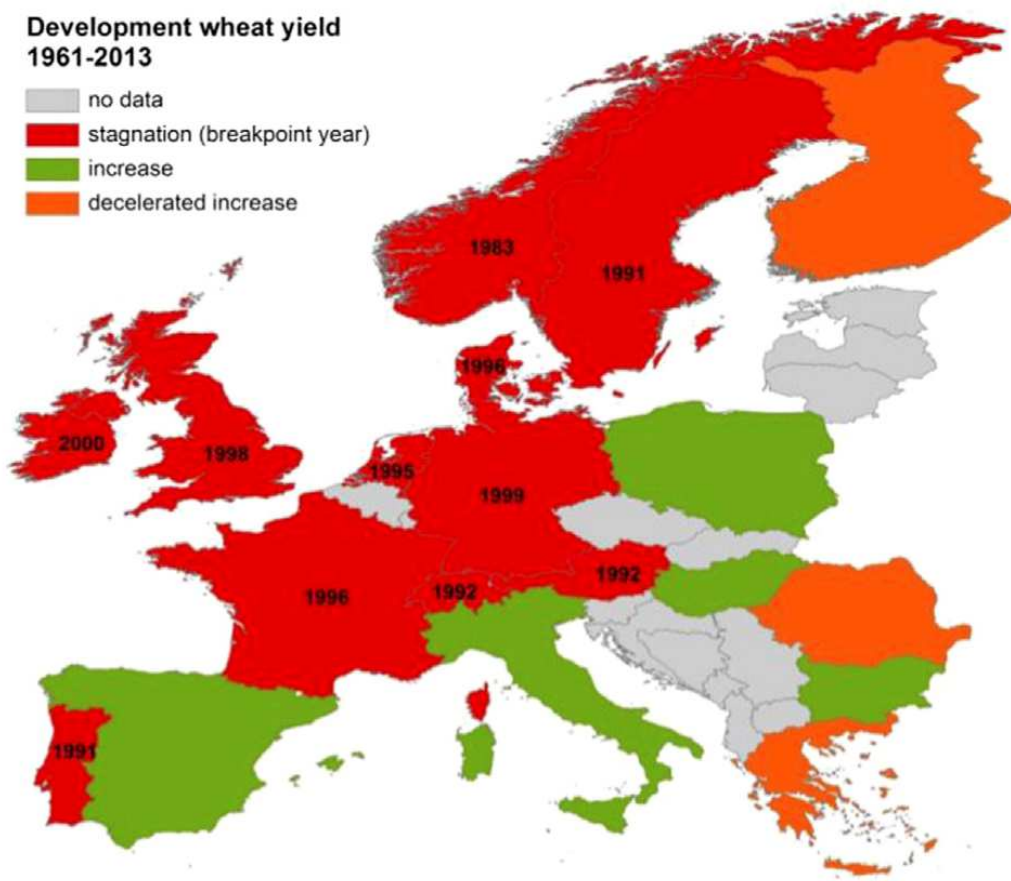 Development wheat yield
1961-2013
no data
stagnation (breakpoint year)
increase
decelerated increase
1983
1991
1996
2000
1998
1995
1999
1992
1992
1996
1991